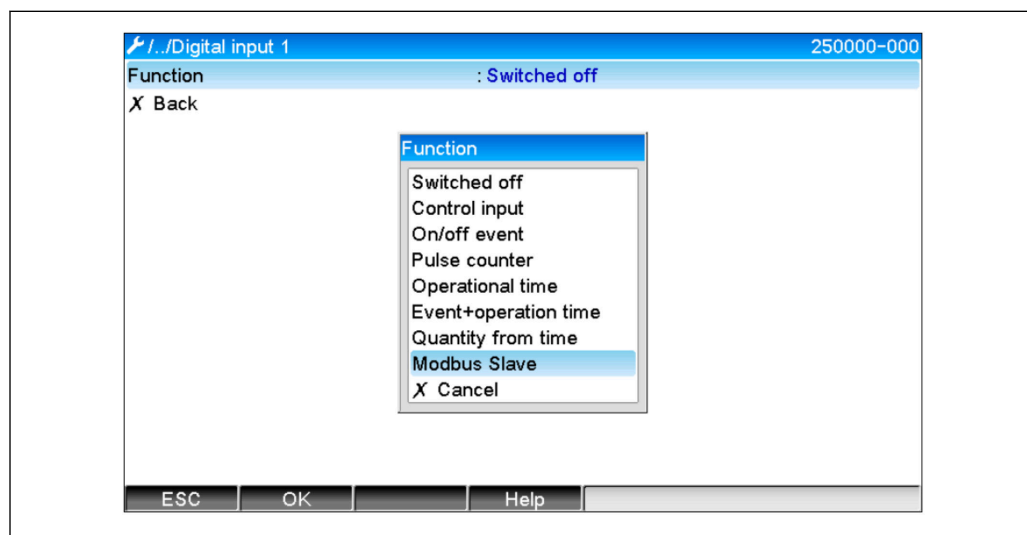 /../Digital input 1 250000-000
Function : Switched off
X Back
Function
Switched off
Control input
On/off event
Pulse counter
Operational time
Event+operation time
Quantity from time
Modbus Slave
X Cancel
ESC OK Help